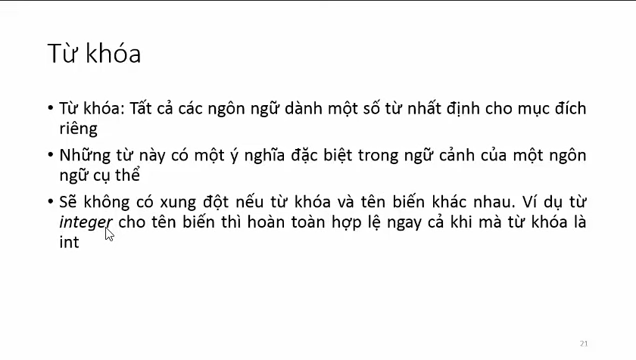 Từ khóa
• Từ khóa: Tất cả các ngôn ngữ dành một số từ nhất định cho mục đích
riêng
• Những từ này có một ý nghĩa đặc biệt trong ngữ cảnh của một ngôn
ngữ cụ thể
• Sẽ không có xung đột nếu từ khóa và tên biến khác nhau. Ví dụ từ
integer cho tên biến thì hoàn toàn hợp lệ ngay cả khi mà từ khóa là
int
21